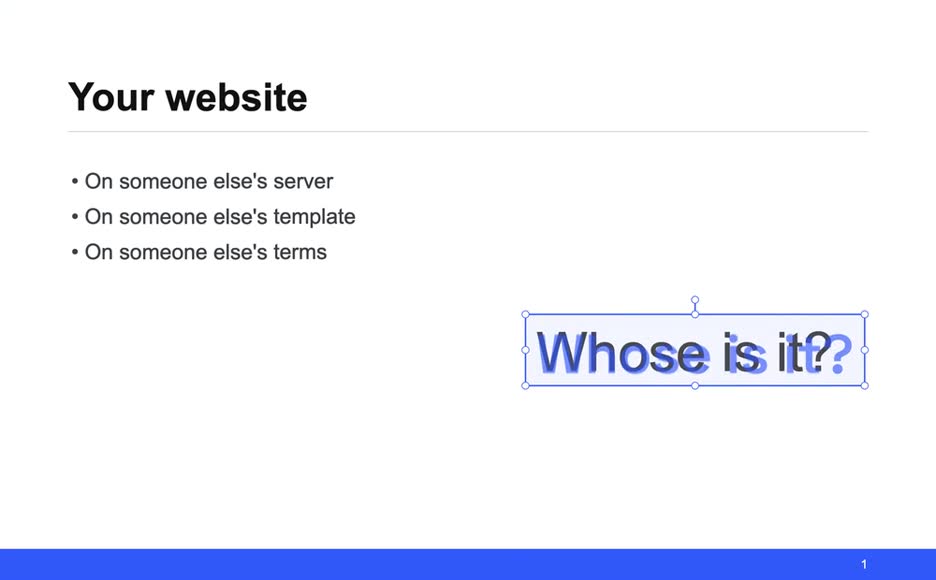 Your website
• On someone else's server
• On someone else's template
• On someone else's terms
Whose is it?
1